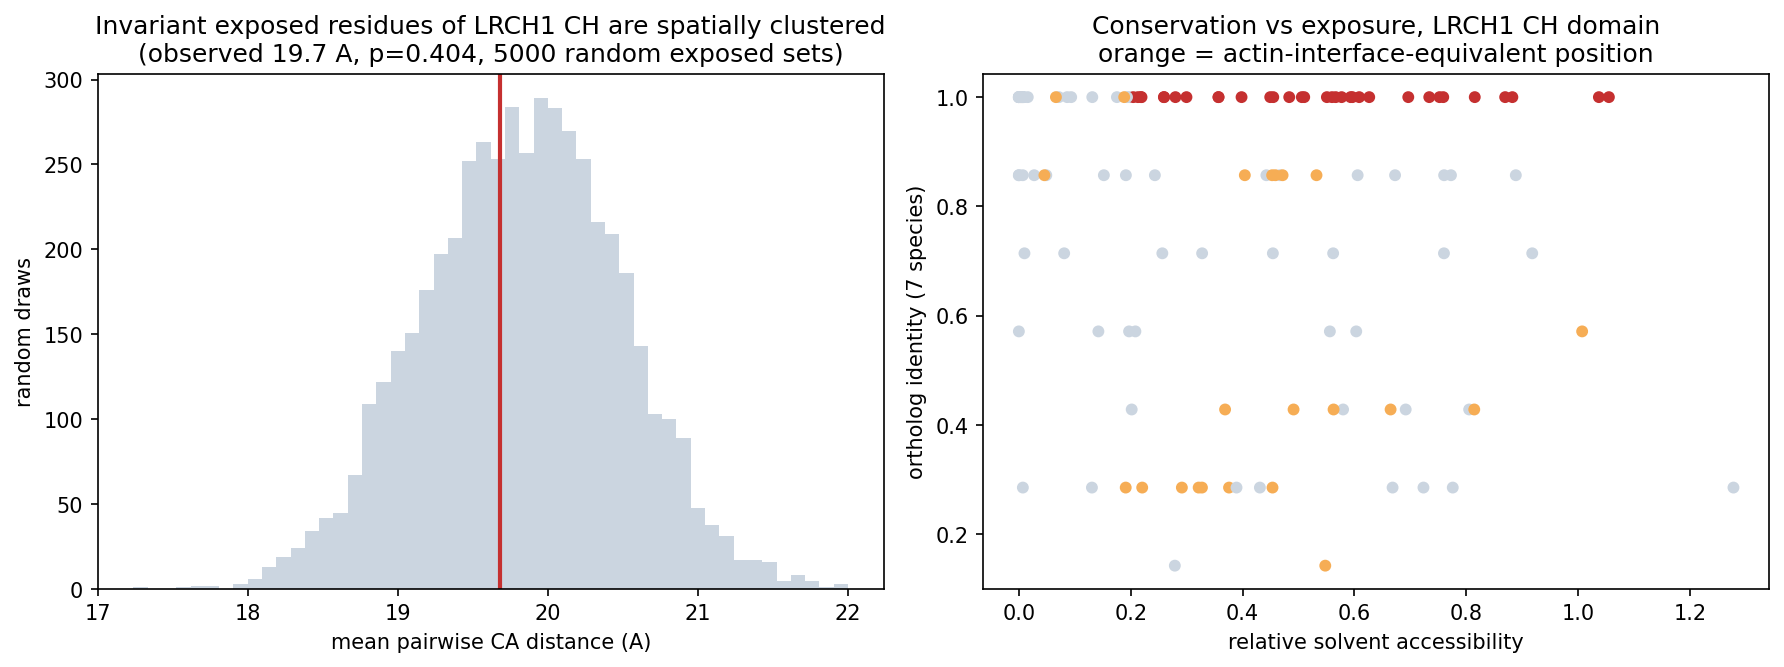 Invariant exposed residues of LRCH1 CH are spatially clustered
(observed 19.7 A, p=0.404, 5000 random exposed sets)
300
250
200
150
100
50
0
random draws
17 18 19 20 21 22
mean pairwise CA distance (A)
Conservation vs exposure, LRCH1 CH domain
orange = actin-interface-equivalent position
1.0
0.8
0.6
0.4
0.2
ortholog identity (7 species)
0.0 0.2 0.4 0.6 0.8 1.0 1.2
relative solvent accessibility